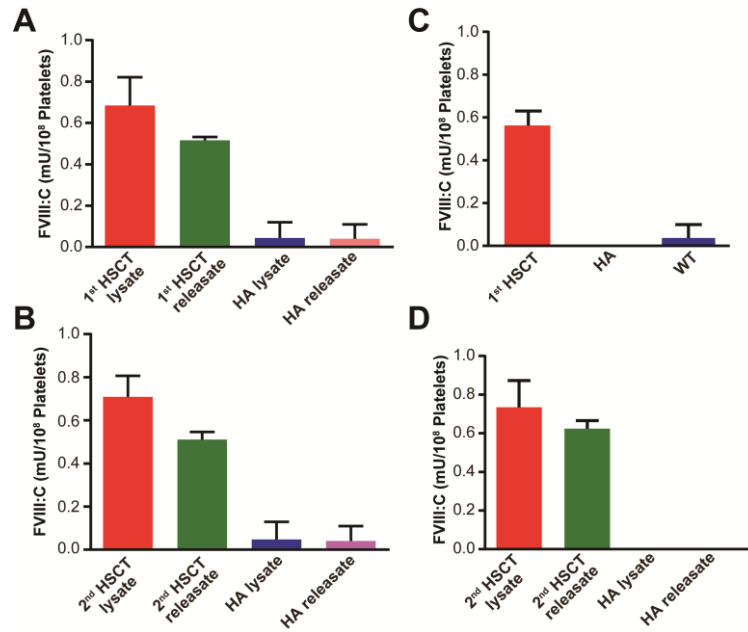 A
FVIII:C (mU/10⁸ Platelets)
1.0
0.8
0.6
0.4
0.2
0.0
1ˢᵗ HSCT
lysate
1ˢᵗ HSCT
releasate
HA lysate
HA releasate
C
FVIII:C (mU/10⁸ Platelets)
1.0
0.8
0.6
0.4
0.2
0.0
1ˢᵗ HSCT
HA
WT
B
FVIII:C (mU/10⁸ Platelets)
1.0
0.8
0.6
0.4
0.2
0.0
2ⁿᵈ HSCT
lysate
2ⁿᵈ HSCT
releasate
HA lysate
HA releasate
D
FVIII:C (mU/10⁸ Platelets)
1.0
0.8
0.6
0.4
0.2
0.0
2ⁿᵈ HSCT
lysate
2ⁿᵈ HSCT
releasate
HA lysate
HA releasate